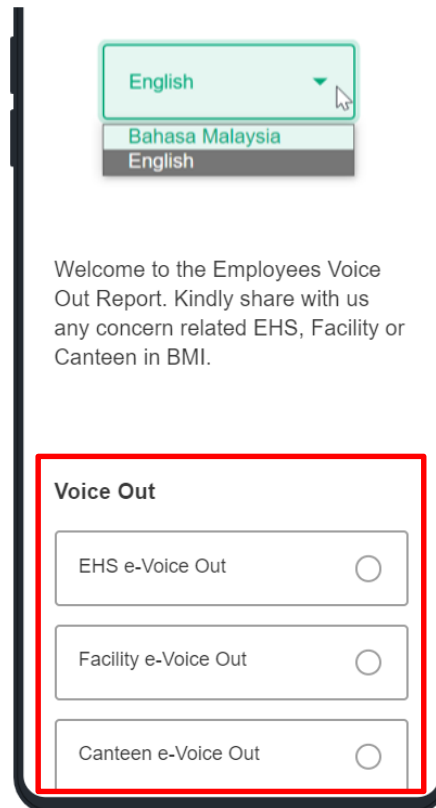 English
Bahasa Malaysia
English
Welcome to the Employees Voice
Out Report. Kindly share with us
any concern related EHS, Facility or
Canteen in BMI.
Voice Out
EHS e-Voice Out
Facility e-Voice Out
Canteen e-Voice Out